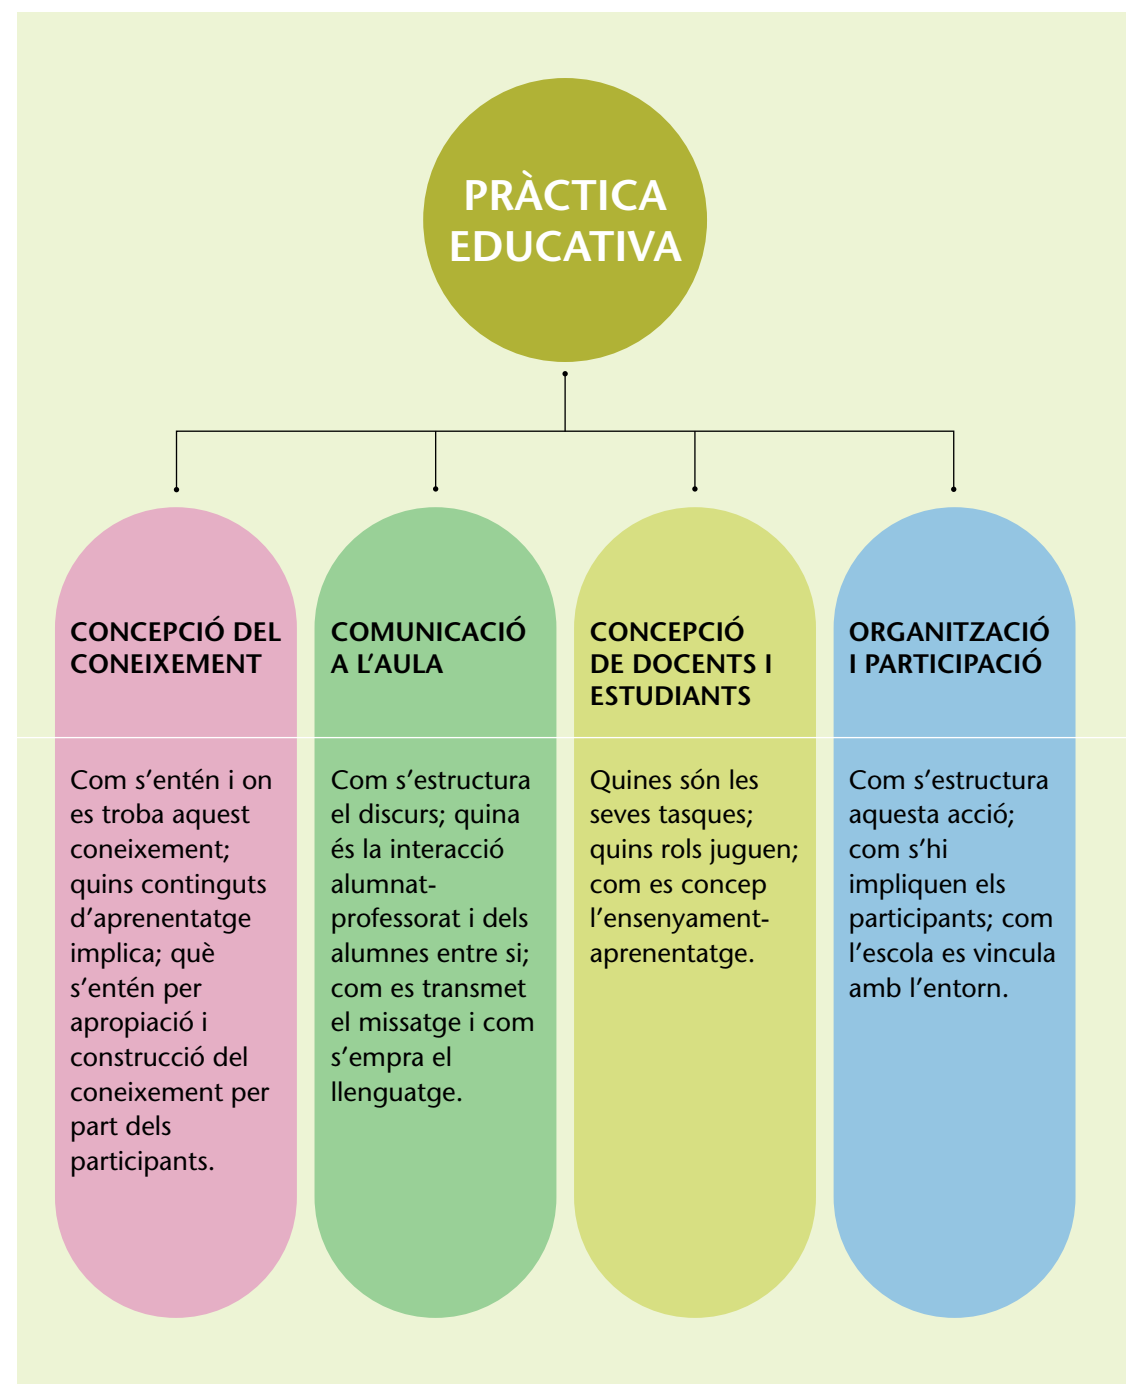 PRÀCTICA
EDUCATIVA
CONCEPCIÓ DEL
CONEIXEMENT
Com s’entén i on
es troba aquest
coneixement;
quins continguts
d’aprenentatge
implica; què
s’entén per
apropiació i
construcció del
coneixement per
part dels
participants.
COMUNICACIÓ
A L’AULA
Com s’estructura
el discurs; quina
és la interacció
alumnat-
professorat i dels
alumnes entre si;
com es transmet
el missatge i com
s’empra el
llenguatge.
CONCEPCIÓ
DE DOCENTS I
ESTUDIANTS
Quines són les
seves tasques;
quins rols juguen;
com es concep
l’ensenyament-
aprenentatge.
ORGANITZACIÓ
I PARTICIPACIÓ
Com s’estructura
aquesta acció;
com s’hi
impliquen els
participants; com
l’escola es vincula
amb l’entorn.